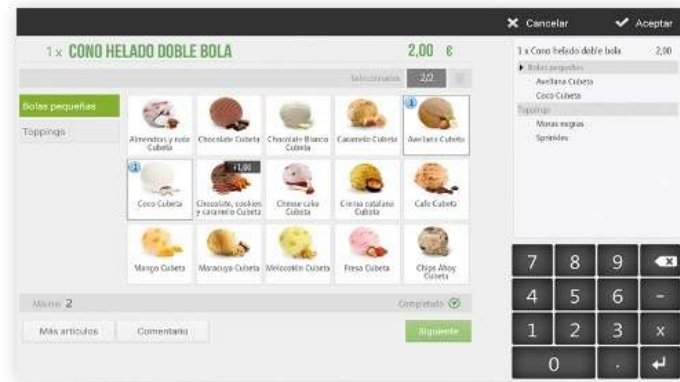 Cancelar
Aceptar
1 x CONO HELADO DOBLE BOLA
2,00 €
Seleccionados
2/2
Bolas pequeñas
Toppings
Almendras y nata Cubeta
Chocolate Cubeta
Chocolate Blanco Cubeta
Caramelo Cubeta
1
Avellana Cubeta
1
Coco Cubeta
+1,00
Chocolate, cookies y caramelo Cubeta
Cheese cake Cubeta
Crema catalana Cubeta
Cafe Cubeta
Mango Cubeta
Maracuya Cubeta
Melocotón Cubeta
Fresa Cubeta
Chips Ahoy Cubeta
Máximo 2
Completado
Más artículos
Comentario
Siguiente
1 x Cono helado doble bola 2,00
Bolas pequeñas
Avellana Cubeta
Coco Cubeta
Toppings
Moras negras
Sprinkles
7 8 9
4 5 6 -
1 2 3 x
0 .